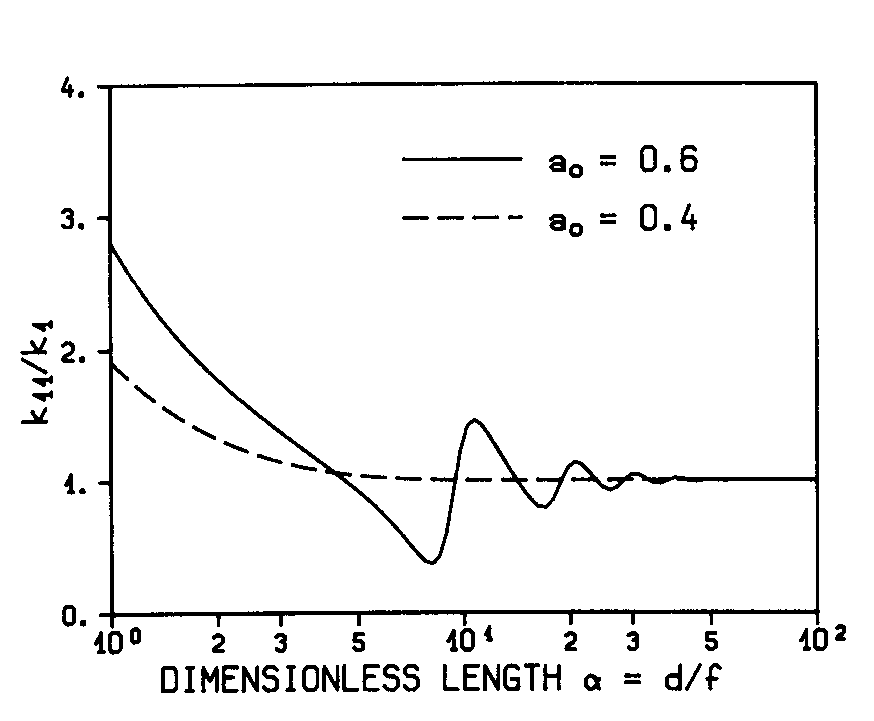 4.
a₀ = 0.6
3.
a₀ = 0.4
2.
k₁₁/k₁
1.
0.
10⁰ 2 3 5 10¹ 2 3 5 10²
DIMENSIONLESS LENGTH α = d/f